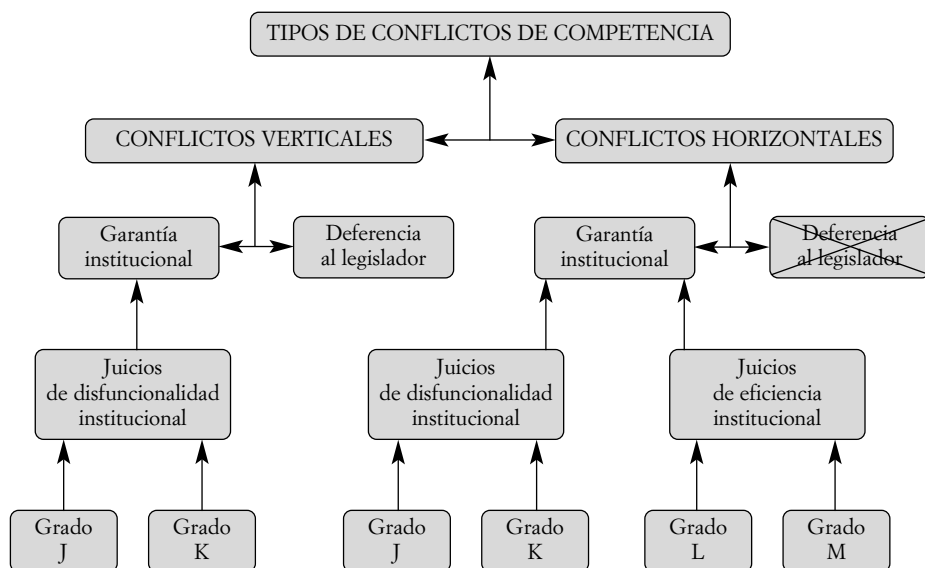 TIPOS DE CONFLICTOS DE COMPETENCIA
CONFLICTOS VERTICALES
CONFLICTOS HORIZONTALES
Garantía
institucional
Deferencia
al legislador
Garantía
institucional
Deferencia
al legislador
Juicios
de disfuncionalidad
institucional
Juicios
de disfuncionalidad
institucional
Juicios
de eficiencia
institucional
Grado
J
Grado
K
Grado
J
Grado
K
Grado
L
Grado
M